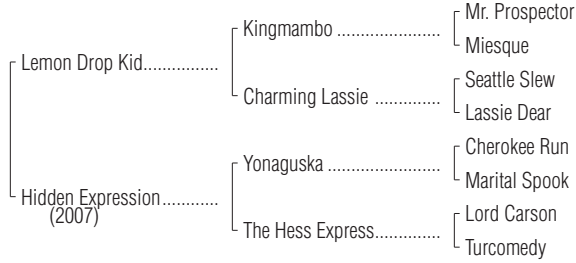 Mr. Prospector
Kingmambo ....................
Miesque
Lemon Drop Kid...............
Seattle Slew
Charming Lassie .............
Lassie Dear
Cherokee Run
Yonaguska ......................
Marital Spook
Hidden Expression...........
(2007)
Lord Carson
The Hess Express.............
Turcomedy